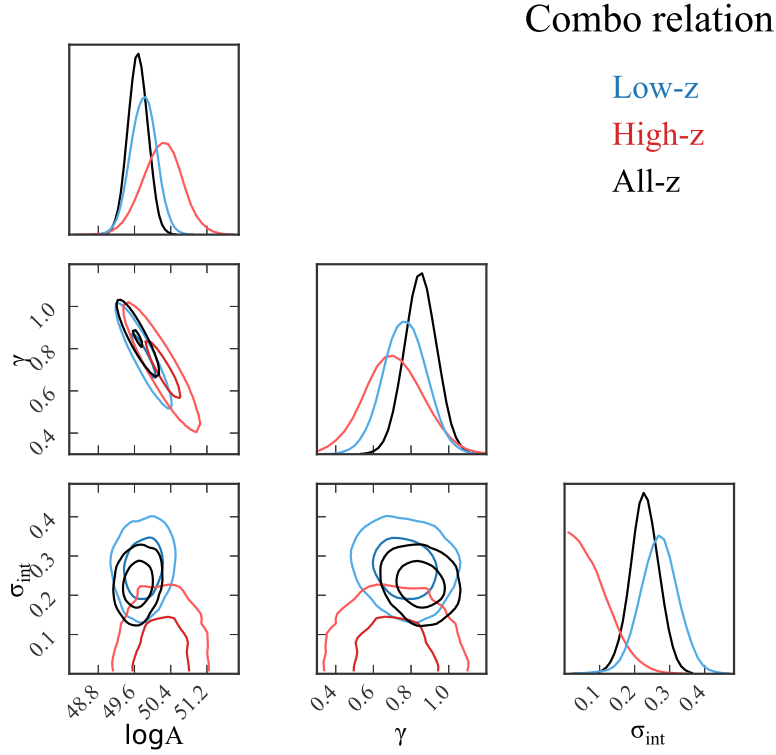 Combo relation
Low-z
High-z
All-z
γ
1.0
0.8
0.6
0.4
σint
0.4
0.3
0.2
0.1
48.8 49.6 50.4 51.2
logA
0.4 0.6 0.8 1.0
γ
0.1 0.2 0.3 0.4
σint